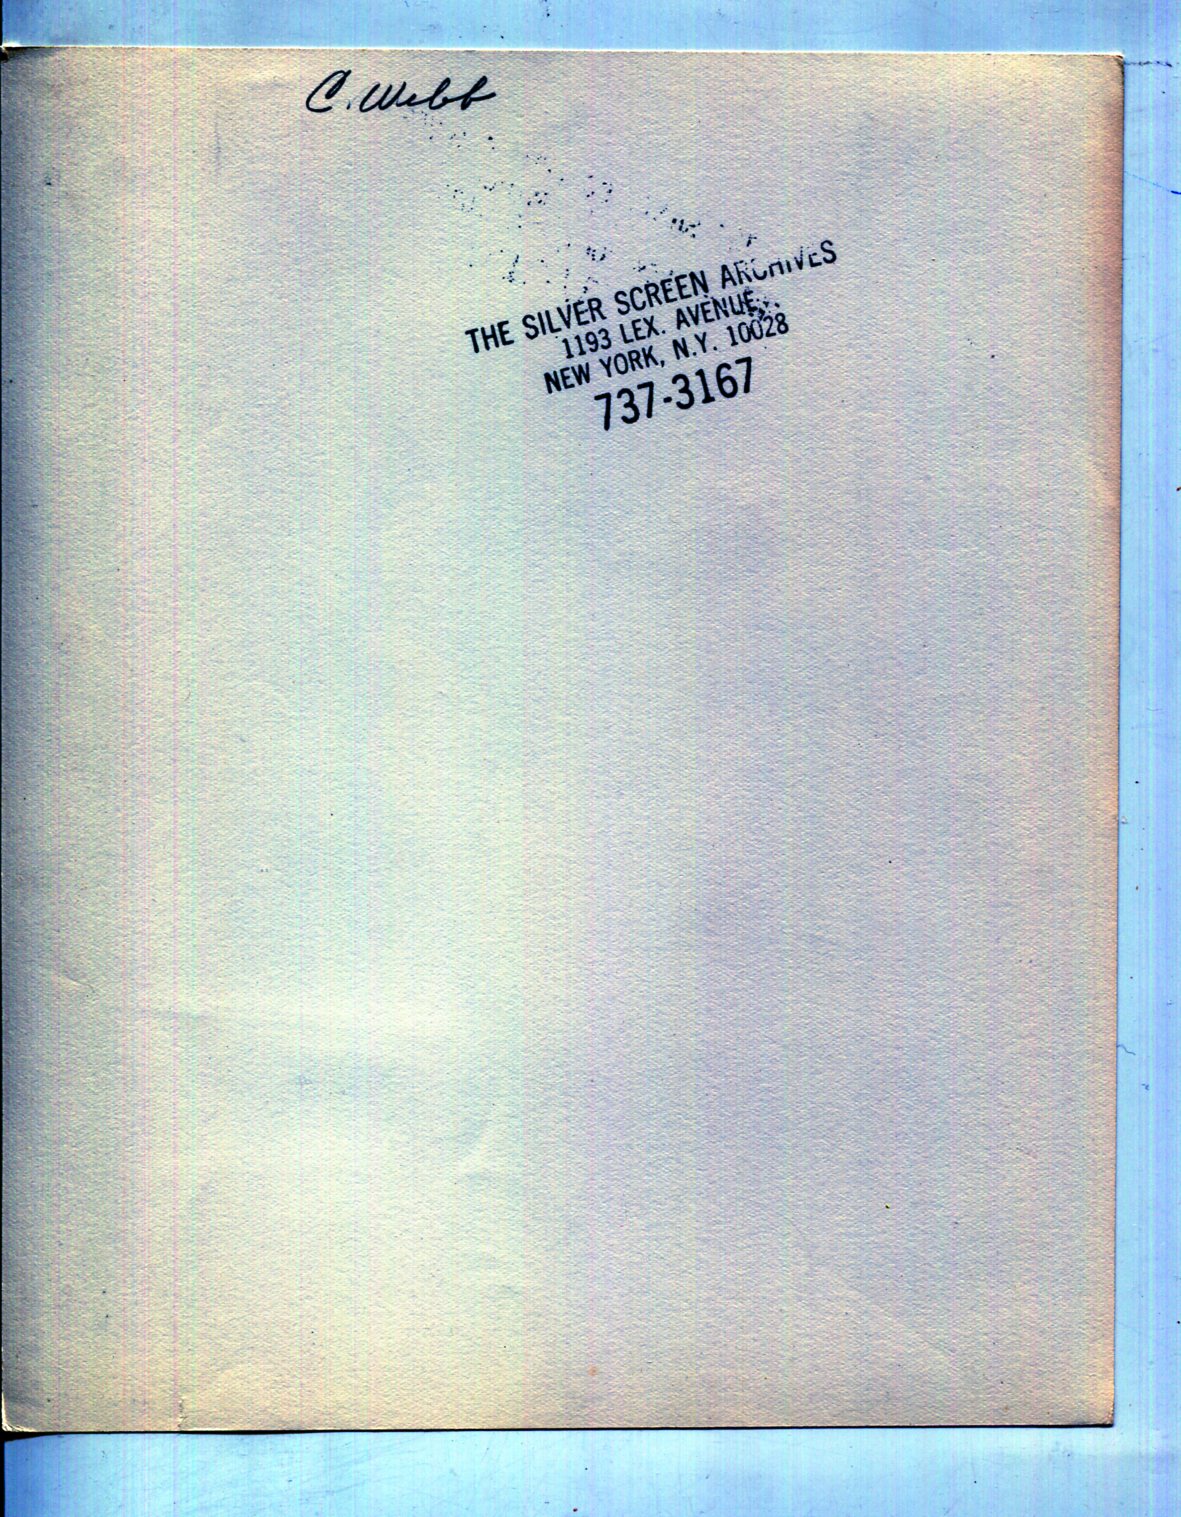 C. Webb
THE SILVER SCREEN ARCHIVES
1193 LEX. AVENUE
NEW YORK, N.Y. 10028
737-3167